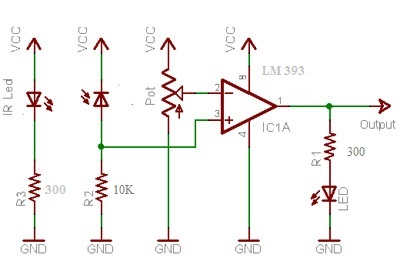 VCC
VCC
VCC
VCC
IR Led
Pot
8
LM 393
2
3
1
IC1A
4
Output
R3
300
R2
10K
R1
300
LED
GND
GND
GND
GND
GND